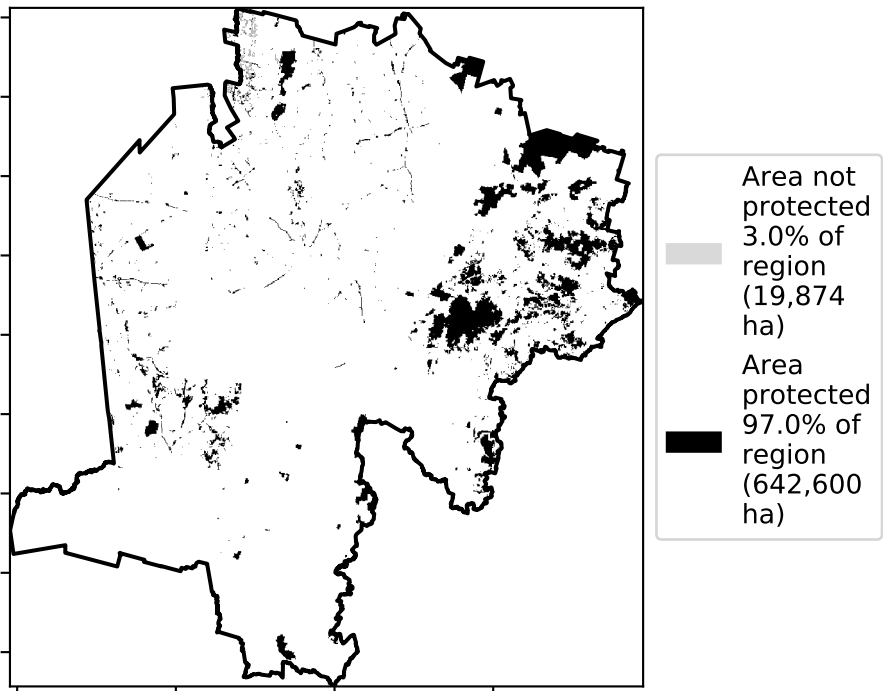 Area not
protected
3.0% of
region
(19,874
ha)
Area
protected
97.0% of
region
(642,600
ha)